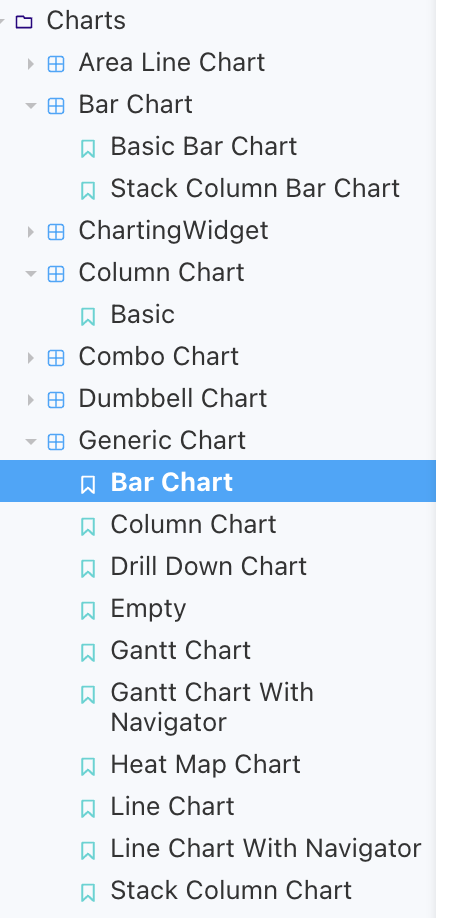 Charts
Area Line Chart
Bar Chart
Basic Bar Chart
Stack Column Bar Chart
ChartingWidget
Column Chart
Basic
Combo Chart
Dumbbell Chart
Generic Chart
Bar Chart
Column Chart
Drill Down Chart
Empty
Gantt Chart
Gantt Chart With
Navigator
Heat Map Chart
Line Chart
Line Chart With Navigator
Stack Column Chart